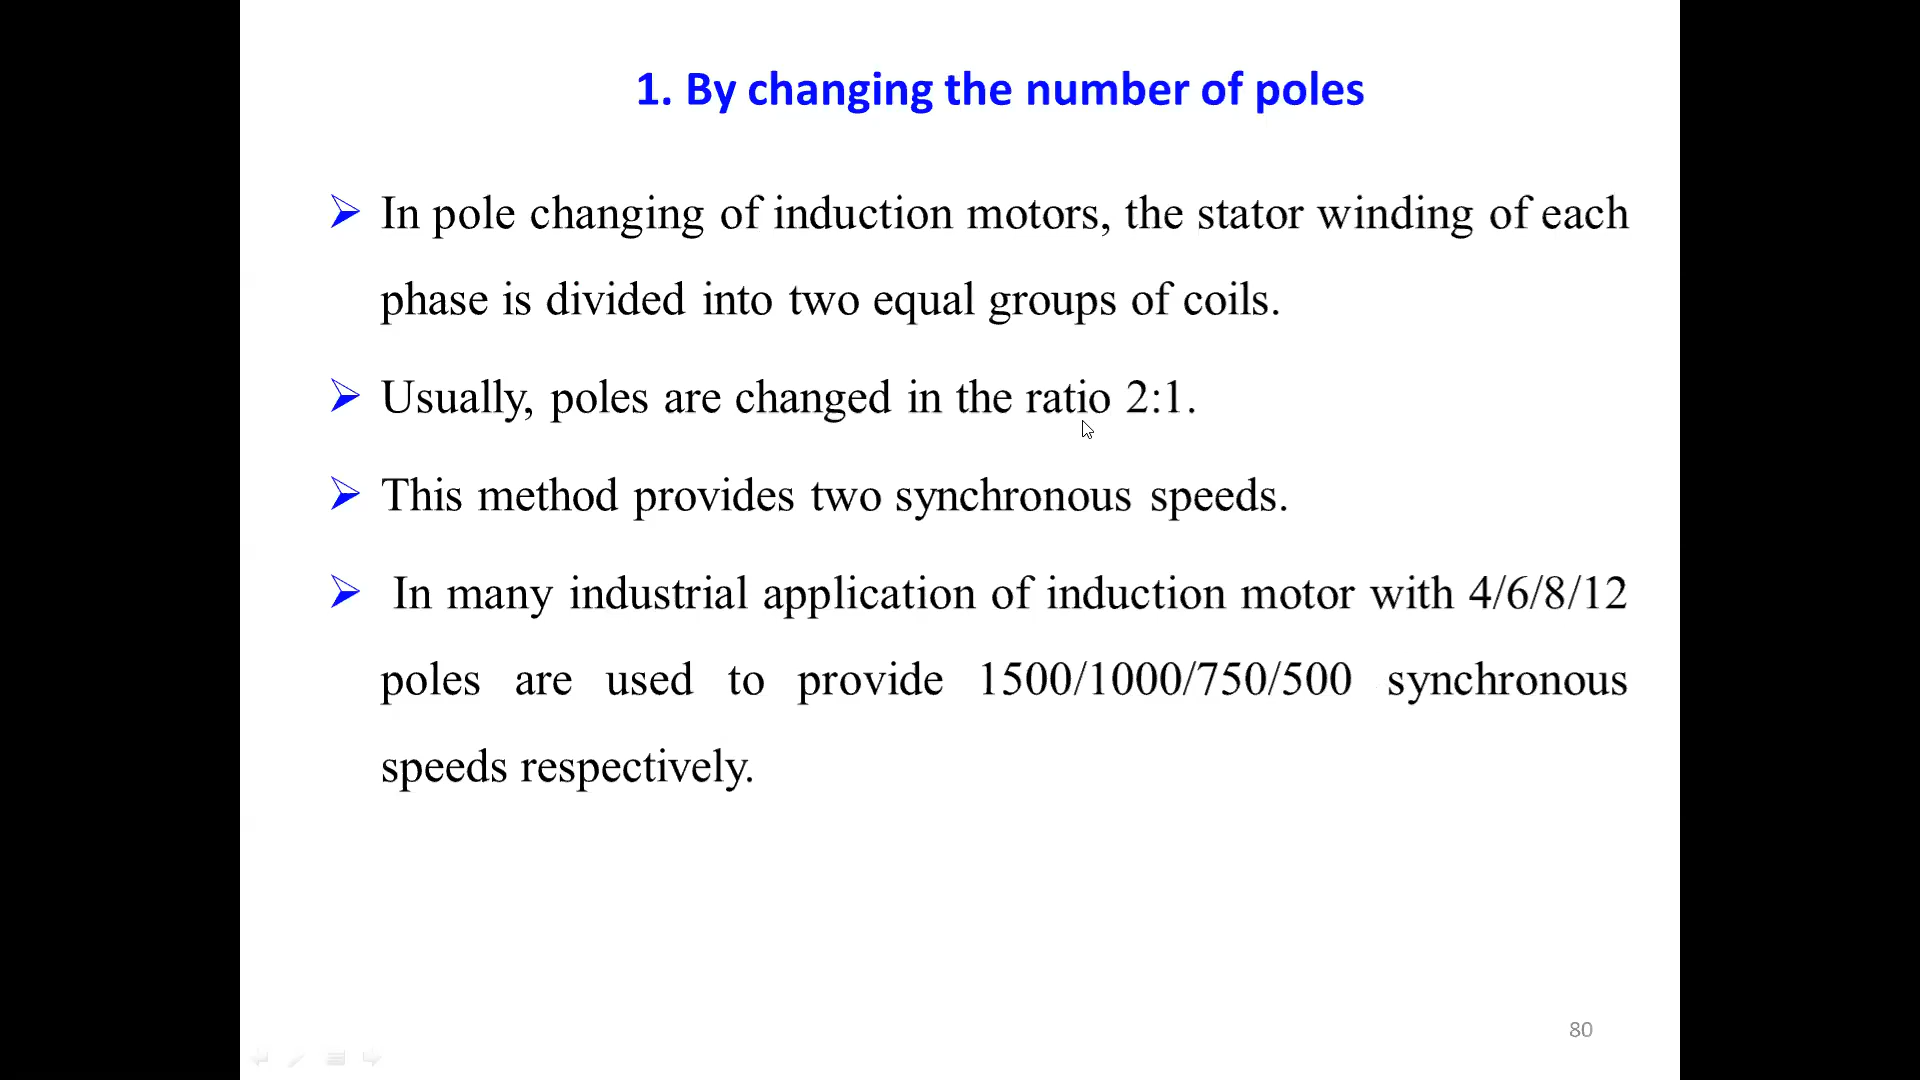 1. By changing the number of poles
In pole changing of induction motors, the stator winding of each
phase is divided into two equal groups of coils.
Usually, poles are changed in the ratio 2:1.
This method provides two synchronous speeds.
In many industrial application of induction motor with 4/6/8/12
poles are used to provide 1500/1000/750/500 synchronous
speeds respectively.
80